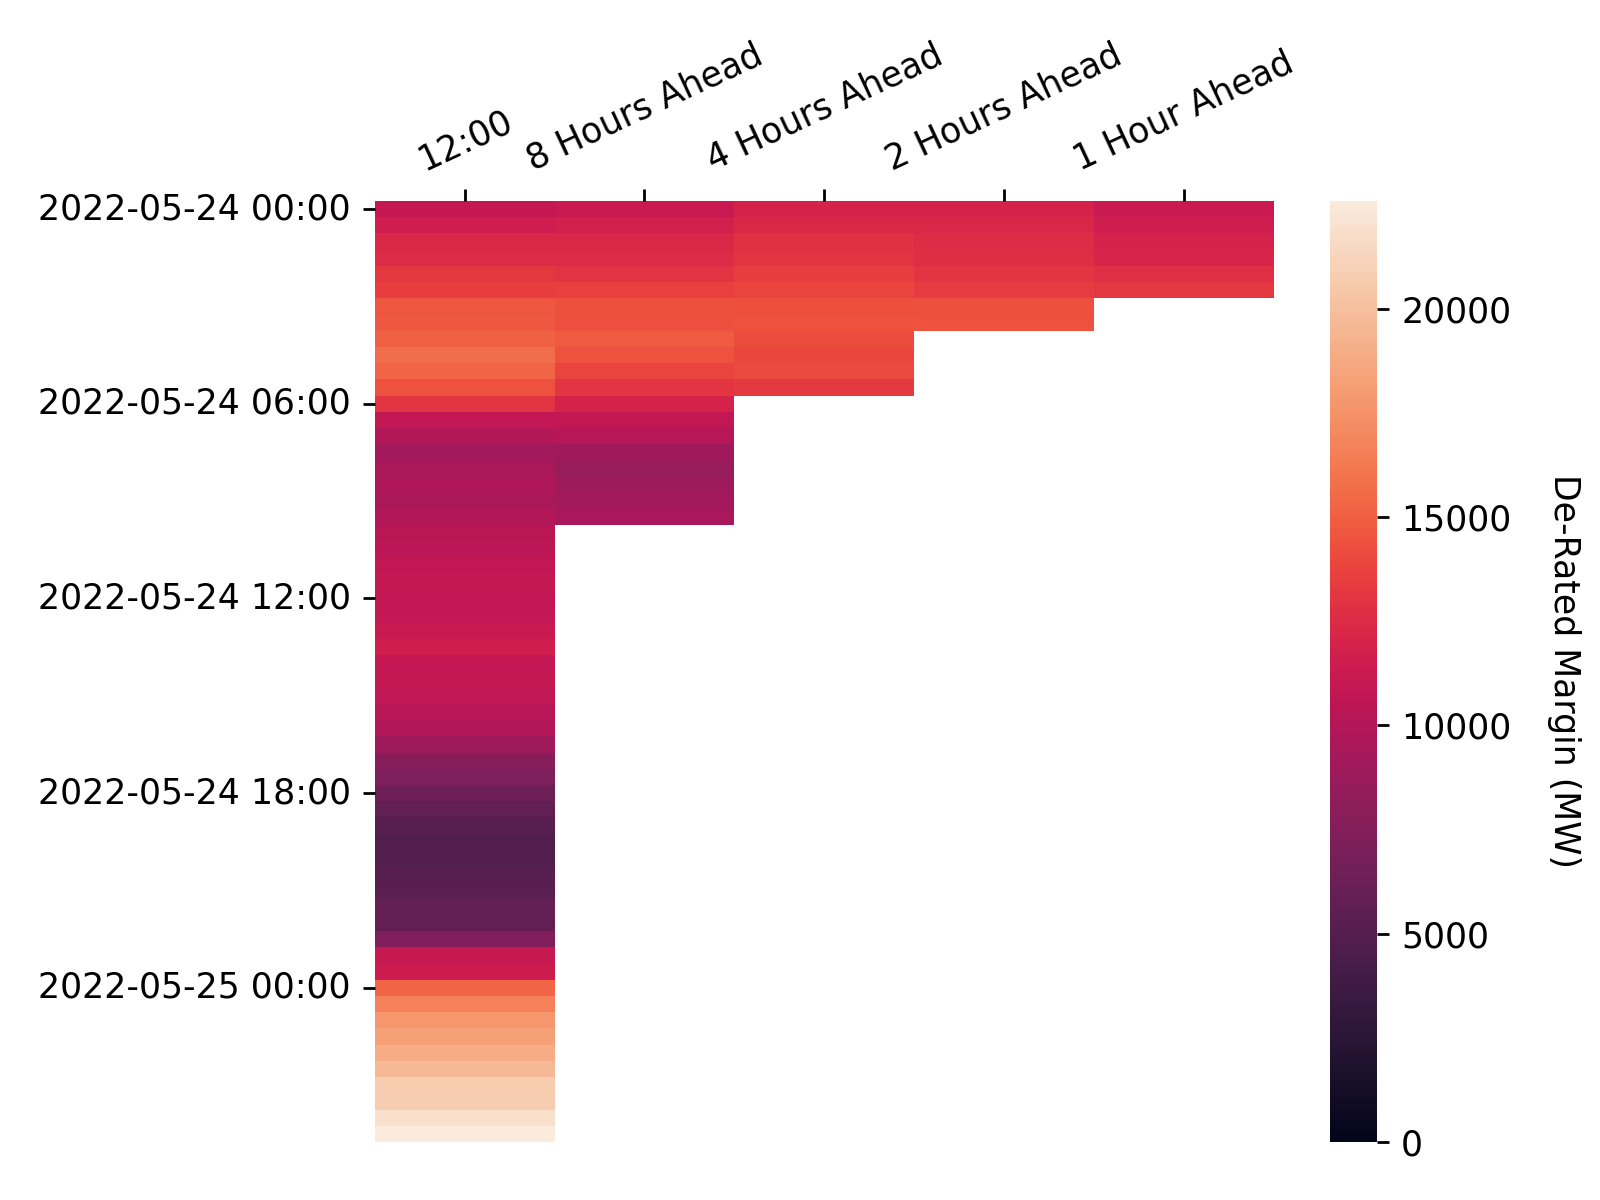 12:00
8 Hours Ahead
4 Hours Ahead
2 Hours Ahead
1 Hour Ahead
2022-05-24 00:00
2022-05-24 06:00
2022-05-24 12:00
2022-05-24 18:00
2022-05-25 00:00
20000
15000
10000
5000
0
De-Rated Margin (MW)